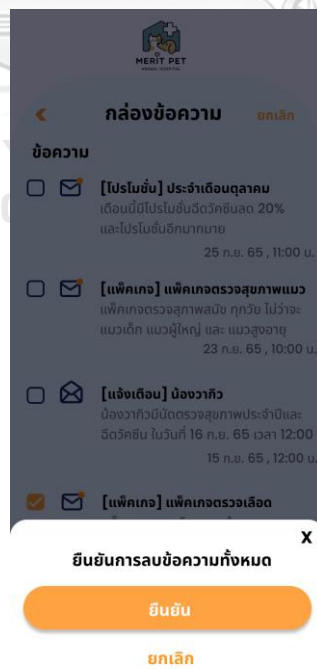 MERIT PET
ANIMAL HOSPITAL
กล่องข้อความ
ยกเลิก
ข้อความ
[โปรโมชั่น] ประจำเดือนตุลาคม
เดือนนี้มีโปรโมชั่นฉีดวัคซีนลด 20%
และโปรโมชั่นอีกมากมาย
25 ก.ย. 65 , 11:00 น.
[แพ็คเกจ] แพ็คเกจตรวจสุขภาพแมว
แพ็คเกจตรวจสุภาพสมัย ทุกวัย ไม่ว่าจะ
แมวเด็ก แมวผู้ใหญ่ และ แมวสูงอายุ
23 ก.ย. 65 , 10:00 น.
[แจ้งเตือน] น้องวากิว
น้องวากิวมีนัดตรวจสุขภาพประจำปีและ
ฉีดวัคซีน ในวันที่ 16 ก.ย. 65 เวลา 12:00
15 ก.ย. 65 , 12:00 น.
[แพ็คเกจ] แพ็คเกจตรวจเลือด
X
ยืนยันการลบข้อความทั้งหมด
ยืนยัน
ยกเลิก